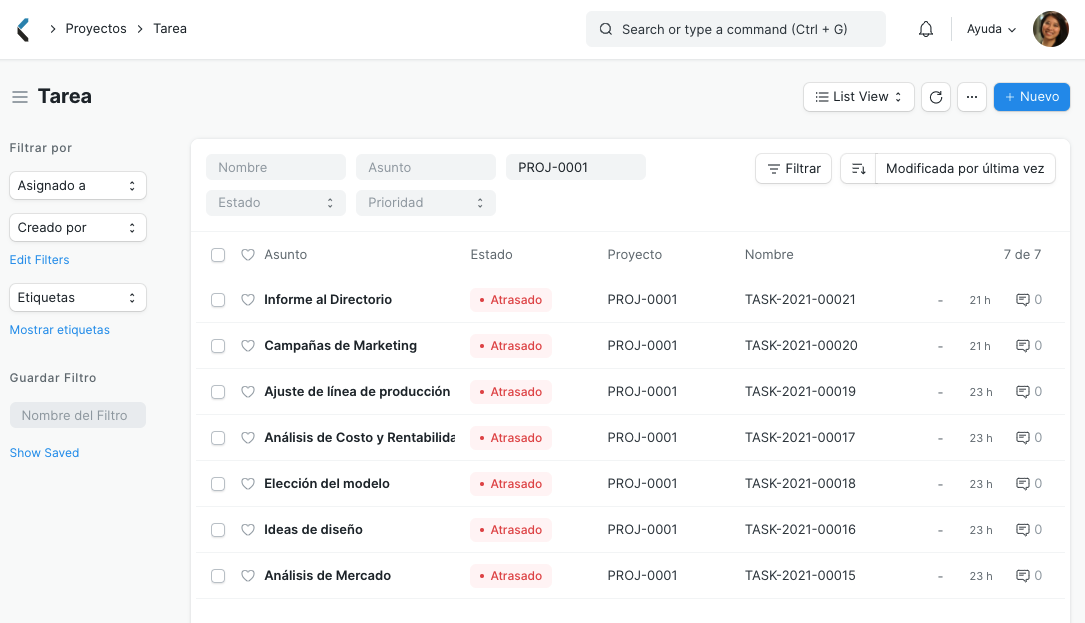 Proyectos Tarea
Search or type a command (Ctrl + G)
Ayuda
Tarea
List View
Nuevo
Filtrar por
Asignado a
Creado por
Edit Filters
Etiquetas
Mostrar etiquetas
Guardar Filtro
Nombre del Filtro
Show Saved
Nombre Asunto PROJ-0001
Filtrar Modificada por última vez
Estado Prioridad
Asunto Estado Proyecto Nombre 7 de 7
Informe al Directorio • Atrasado PROJ-0001 TASK-2021-00021 - 21 h 0
Campañas de Marketing • Atrasado PROJ-0001 TASK-2021-00020 - 21 h 0
Ajuste de línea de producción • Atrasado PROJ-0001 TASK-2021-00019 - 23 h 0
Análisis de Costo y Rentabilida • Atrasado PROJ-0001 TASK-2021-00017 - 23 h 0
Elección del modelo • Atrasado PROJ-0001 TASK-2021-00018 - 23 h 0
Ideas de diseño • Atrasado PROJ-0001 TASK-2021-00016 - 23 h 0
Análisis de Mercado • Atrasado PROJ-0001 TASK-2021-00015 - 23 h 0